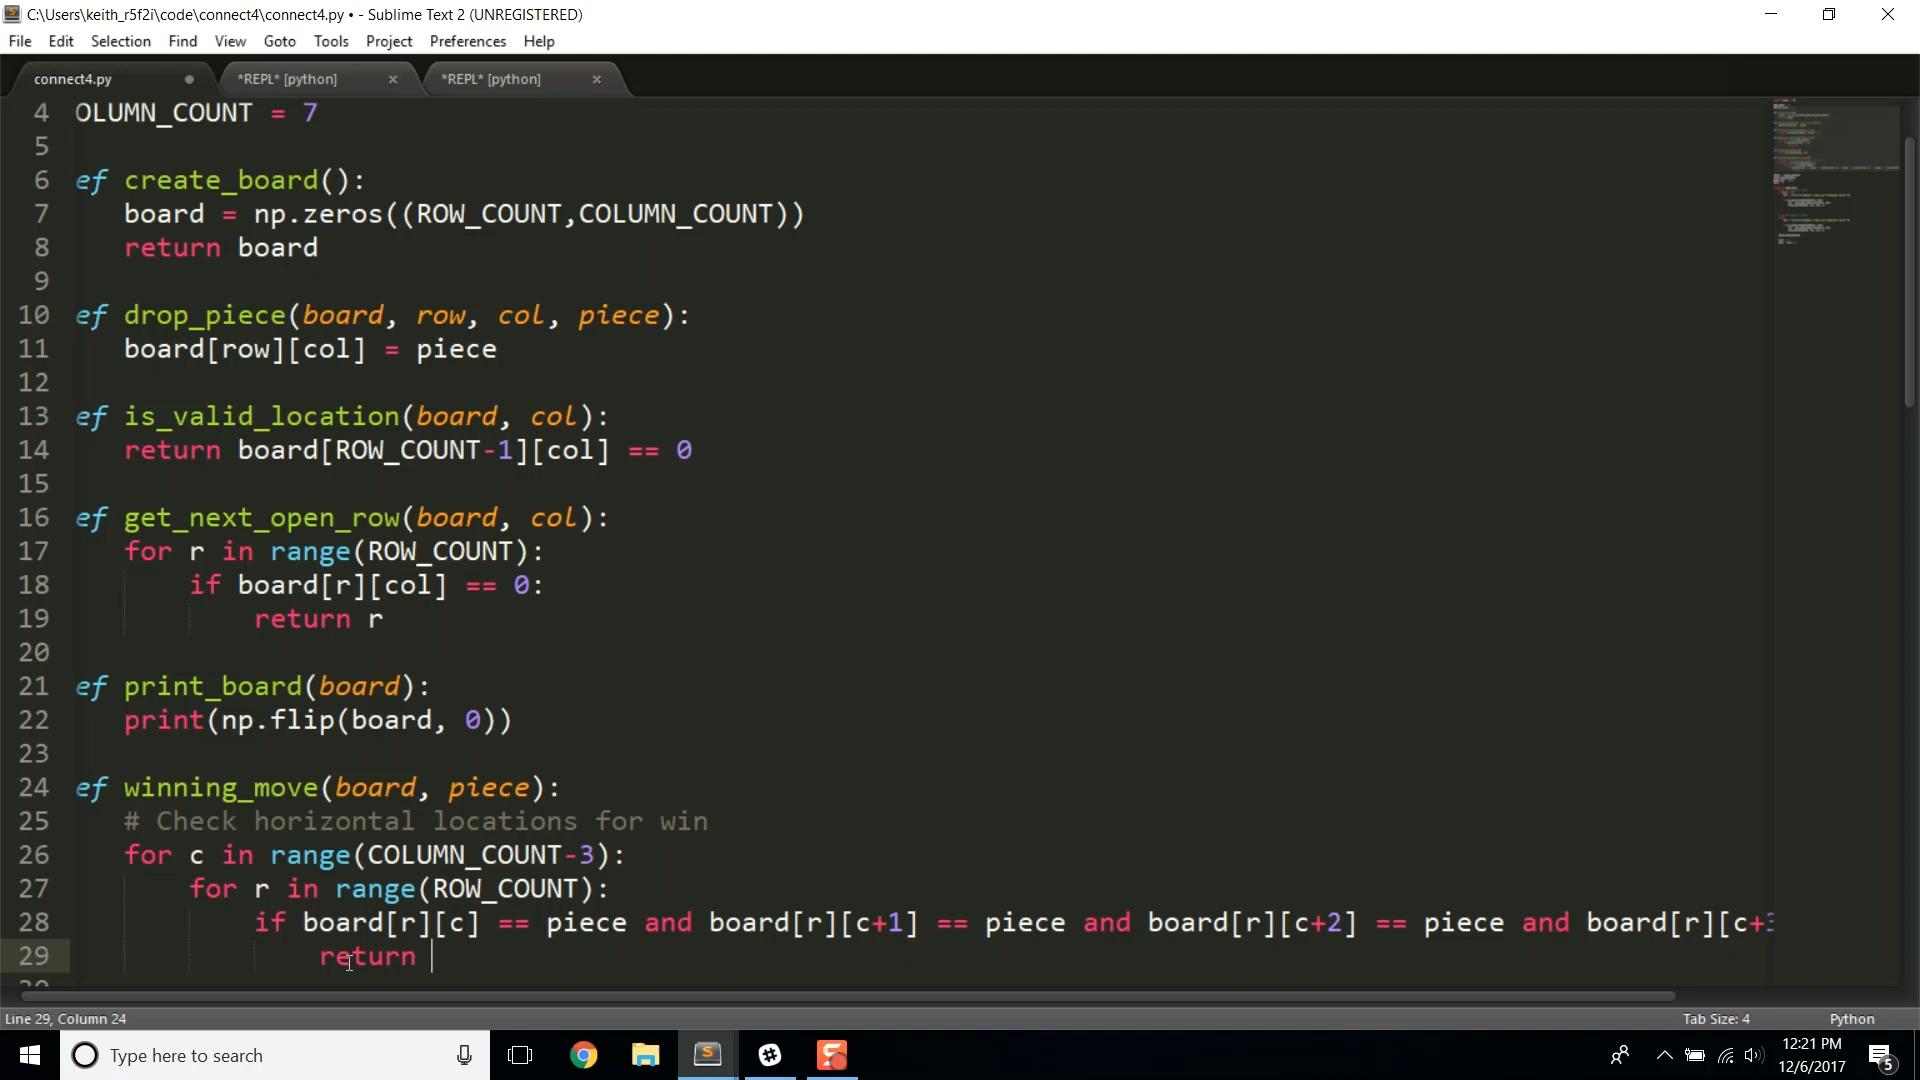 C:\Users\keith_r5f2i\code\connect4\connect4.py • - Sublime Text 2 (UNREGISTERED)
File Edit Selection Find View Goto Tools Project Preferences Help
connect4.py *REPL* [python] × *REPL* [python] ×
4 OLUMN_COUNT = 7
5
6 ef create_board():
7 board = np.zeros((ROW_COUNT,COLUMN_COUNT))
8 return board
9
10 ef drop_piece(board, row, col, piece):
11 board[row][col] = piece
12
13 ef is_valid_location(board, col):
14 return board[ROW_COUNT-1][col] == 0
15
16 ef get_next_open_row(board, col):
17 for r in range(ROW_COUNT):
18 if board[r][col] == 0:
19 return r
20
21 ef print_board(board):
22 print(np.flip(board, 0))
23
24 ef winning_move(board, piece):
25 # Check horizontal locations for win
26 for c in range(COLUMN_COUNT-3):
27 for r in range(ROW_COUNT):
28 if board[r][c] == piece and board[r][c+1] == piece and board[r][c+2] == piece and board[r][c+3
29 return
30
Line 29, Column 24 Tab Size: 4 Python
Type here to search
12:21 PM
12/6/2017
5